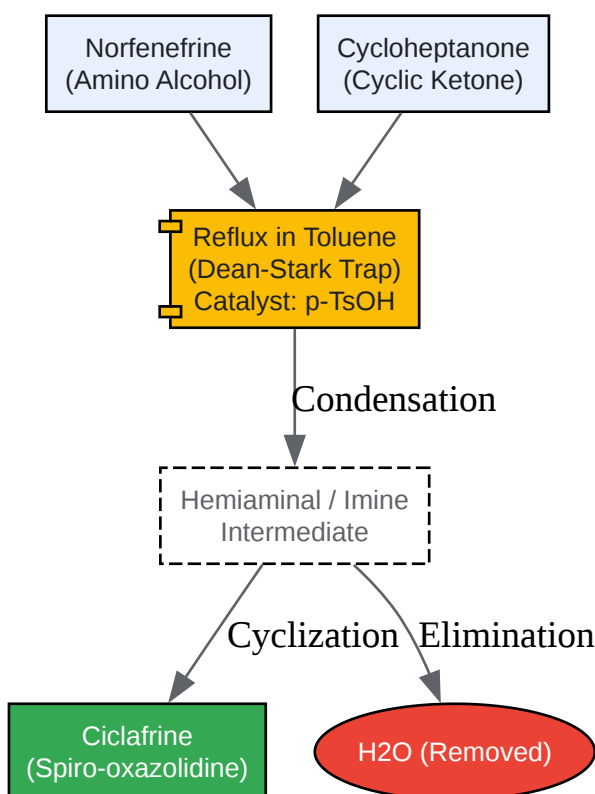 Norfenefrine
(Amino Alcohol)
Cycloheptanone
(Cyclic Ketone)
Reflux in Toluene
(Dean-Stark Trap)
Catalyst: p-TsOH
Condensation
Hemiaminal / Imine
Intermediate
Cyclization
Elimination
Ciclafrine
(Spiro-oxazolidine)
H2O (Removed)